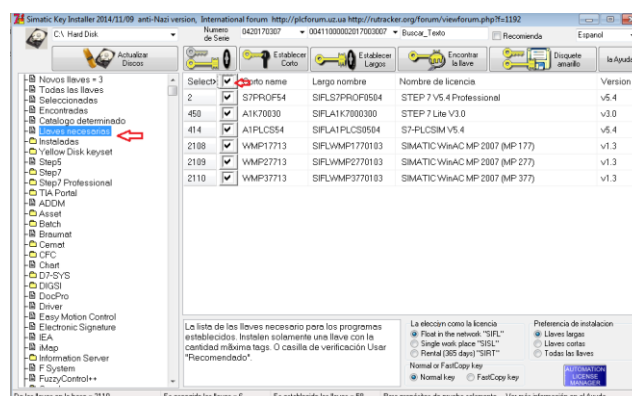 Simatic Key Installer 2014/11/09 anti-Nazi version, International forum http://plcforum.uz.ua http://rutracker.org/forum/viewforum.php?f=1192
C:\ Hard Disk
Numero de Serie
0420170307
00411000002017003007
Buscar_Texto
Recomienda
Espanol
Actualizar Discos
Establecer Corto
Establecer Largos
Encontrar la llave
Disquete amarillo
la Ayuda
Novos llaves = 3
Todas las llaves
Seleccionadas
Encontradas
Catalogo determinado
Llaves necesarias
Instaladas
Yellow Disk keyset
Step5
Step7
Step7 Professional
TIA Portal
ADDM
Asset
Batch
Braumat
Cemat
CFC
Chart
D7-SYS
DIGSI
DocPro
Driver
Easy Motion Control
Electronic Signature
IEA
iMap
Information Server
F System
FuzzyControl++
Select Corto nombre Largo nombre Nombre de licencia Version
2 S7PROF54 SIFLS7PROF0504 STEP 7 V5.4 Professional v5.4
450 A1K70030 SIFLA1K7000300 STEP 7 Lite V3.0 v3.0
414 A1PLCS54 SIFLA1PLCS0504 S7-PLCSIM V5.4 v5.4
2108 WMP17713 SIFLWMP1770103 SIMATIC WinAC MP 2007 (MP 177) v1.3
2109 WMP27713 SIFLWMP2770103 SIMATIC WinAC MP 2007 (MP 277) v1.3
2110 WMP37713 SIFLWMP3770103 SIMATIC WinAC MP 2007 (MP 377) v1.3
La lista de las llaves necesario para los programas
establecidos. Instalen solamente una llave con la
cantidad máxima tags. O casilla de verificación Usar
"Recomendado".
La elecciyn como la licencia
Float in the network "SIFL"
Single work place "SISL"
Rental (365 days) "SIRT"
Normal or FastCopy key
Normal key FastCopy key
Preferencia de instalacion
Llaves largas
Llaves cortas
Todas las llaves
AUTOMATION
LICENSE
MANAGER